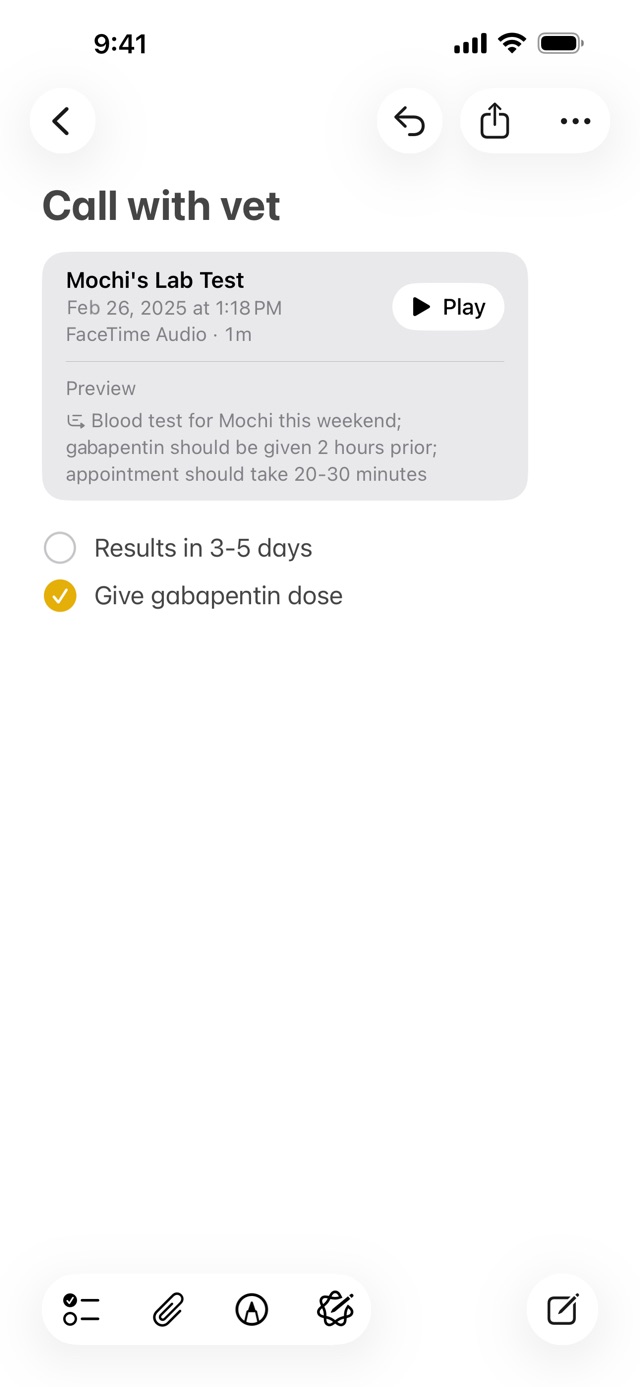 9:41
Call with vet
Mochi's Lab Test
Feb 26, 2025 at 1:18 PM
FaceTime Audio · 1m
Play
Preview
Blood test for Mochi this weekend;
gabapentin should be given 2 hours prior;
appointment should take 20-30 minutes
Results in 3-5 days
Give gabapentin dose